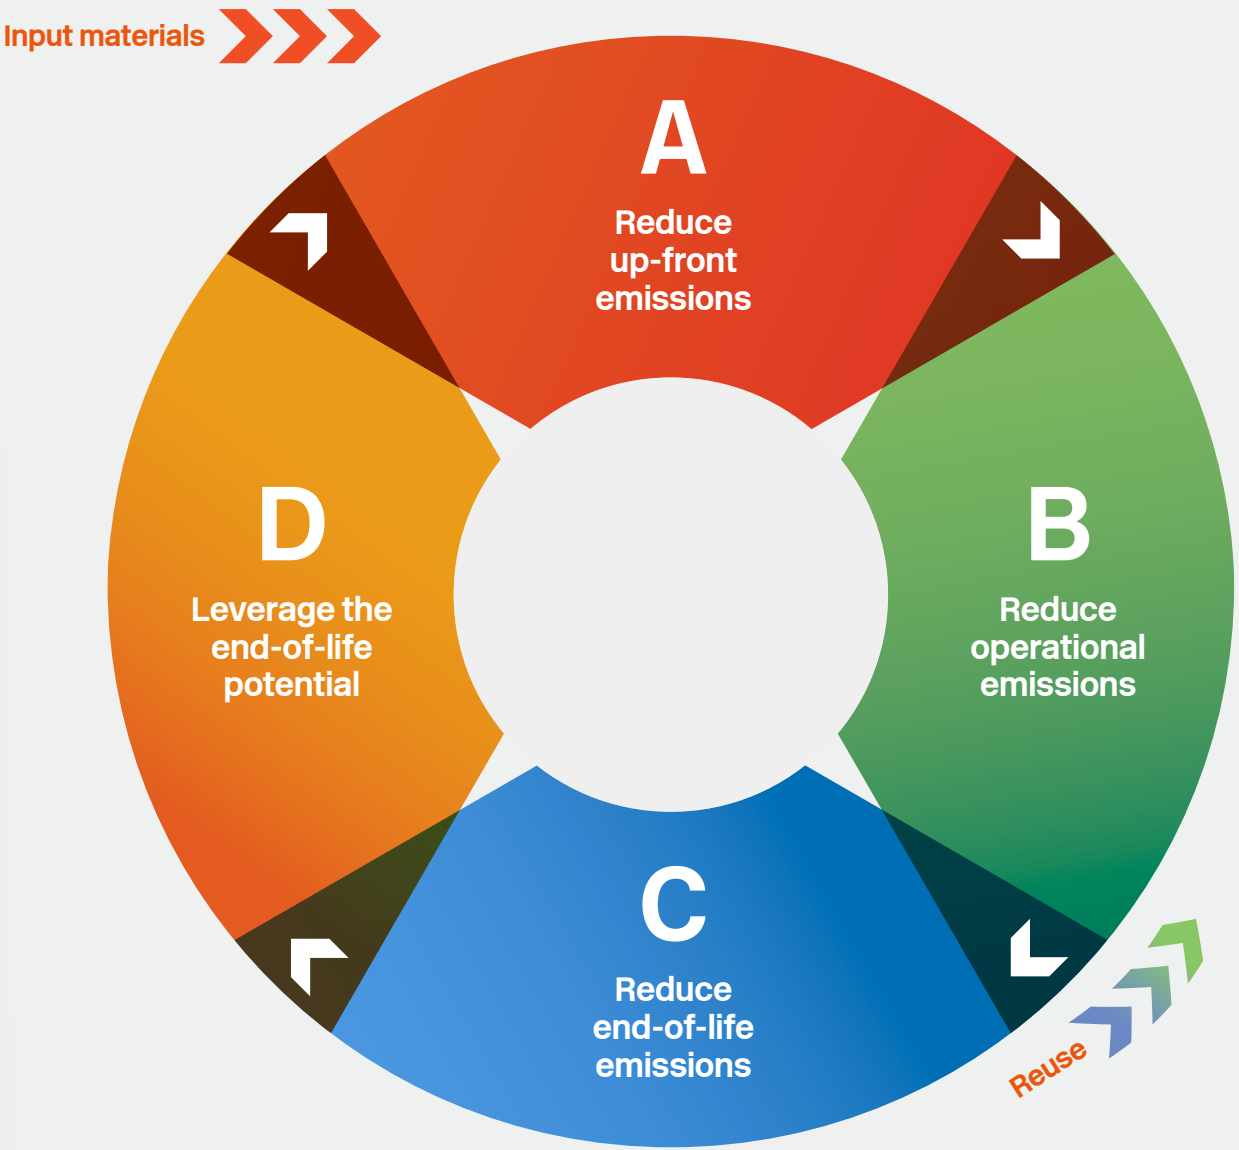 Input materials
A
Reduce
up-front
emissions
B
Reduce
operational
emissions
C
Reduce
end-of-life
emissions
D
Leverage the
end-of-life
potential
Reuse